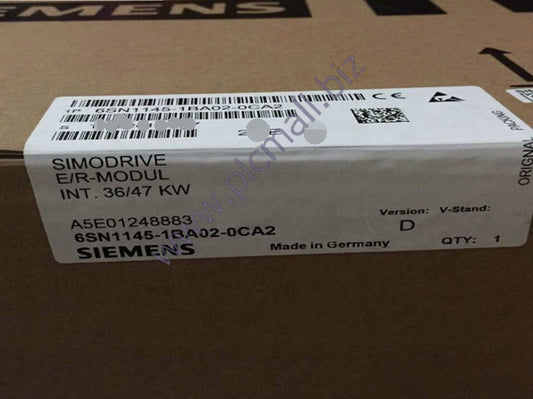 SIEMENS
1P 6SN1145-1BA02-0CA2
S
SIMODRIVE
E/R-MODUL
INT. 36/47 KW
A5E01248883
6SN1145-1BA02-0CA2
SIEMENS
Made in Germany
Version: V-Stand:
D
QTY: 1
PACKING
ORIGINAL
www.plcmall.biz